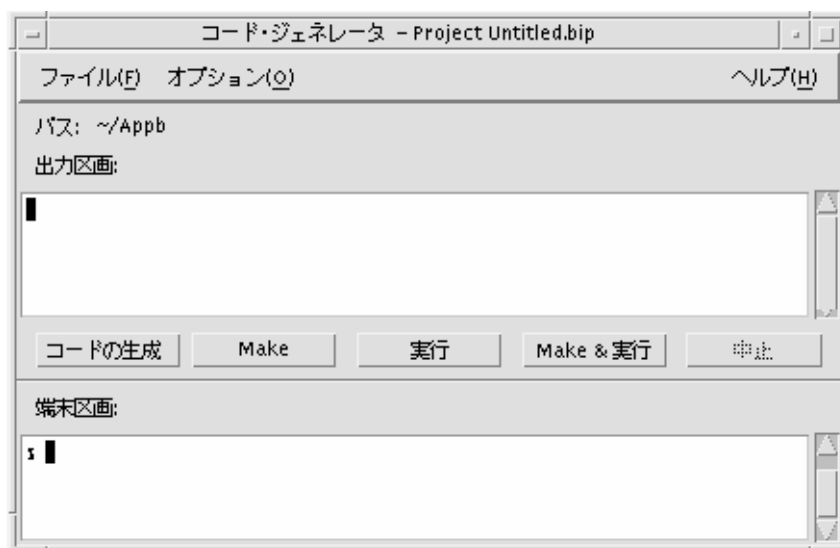 コード・ジェネレータ – Project Untitled.bip
ファイル(F) オプション(O) ヘルプ(H)
パス: ~/Appb
出力区画:
コードの生成 Make 実行 Make & 実行 中止
端末区画: